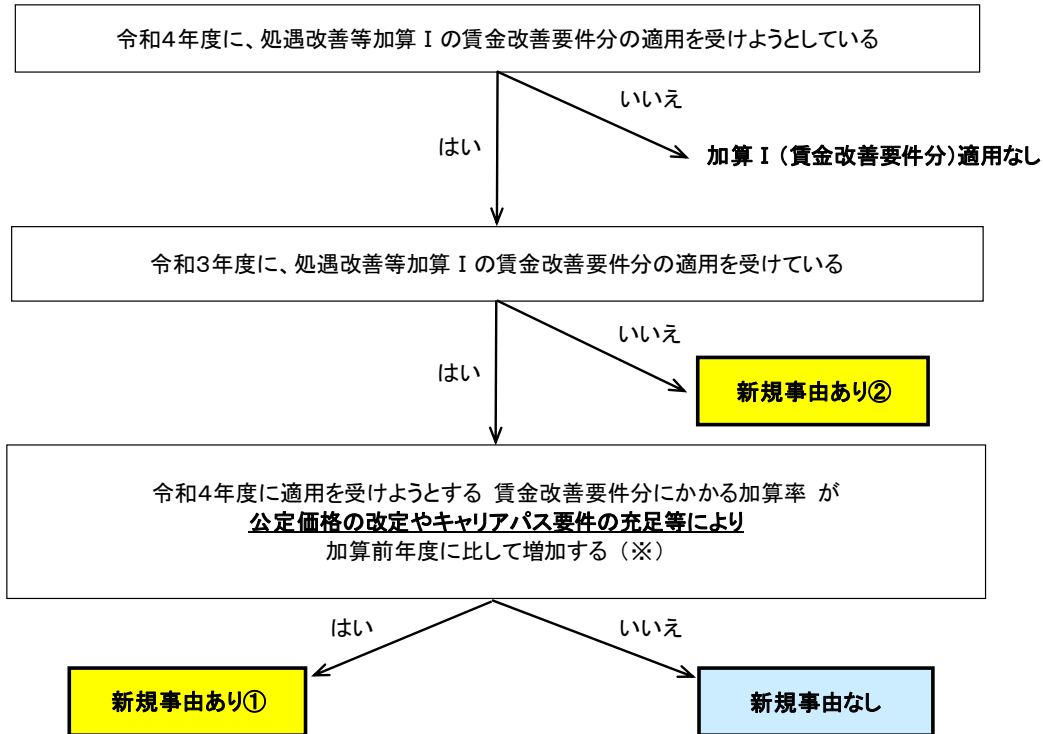 令和４年度に、処遇改善等加算Ⅰの賃金改善要件分の適用を受けようとしている
いいえ
はい
加算Ⅰ（賃金改善要件分）適用なし
令和３年度に、処遇改善等加算Ⅰの賃金改善要件分の適用を受けている
いいえ
はい
新規事由あり②
令和４年度に適用を受けようとする 賃金改善要件分にかかる加算率 が
公定価格の改定やキャリアパス要件の充足等により
加算前年度に比して増加する（※）
はい
いいえ
新規事由あり①
新規事由なし